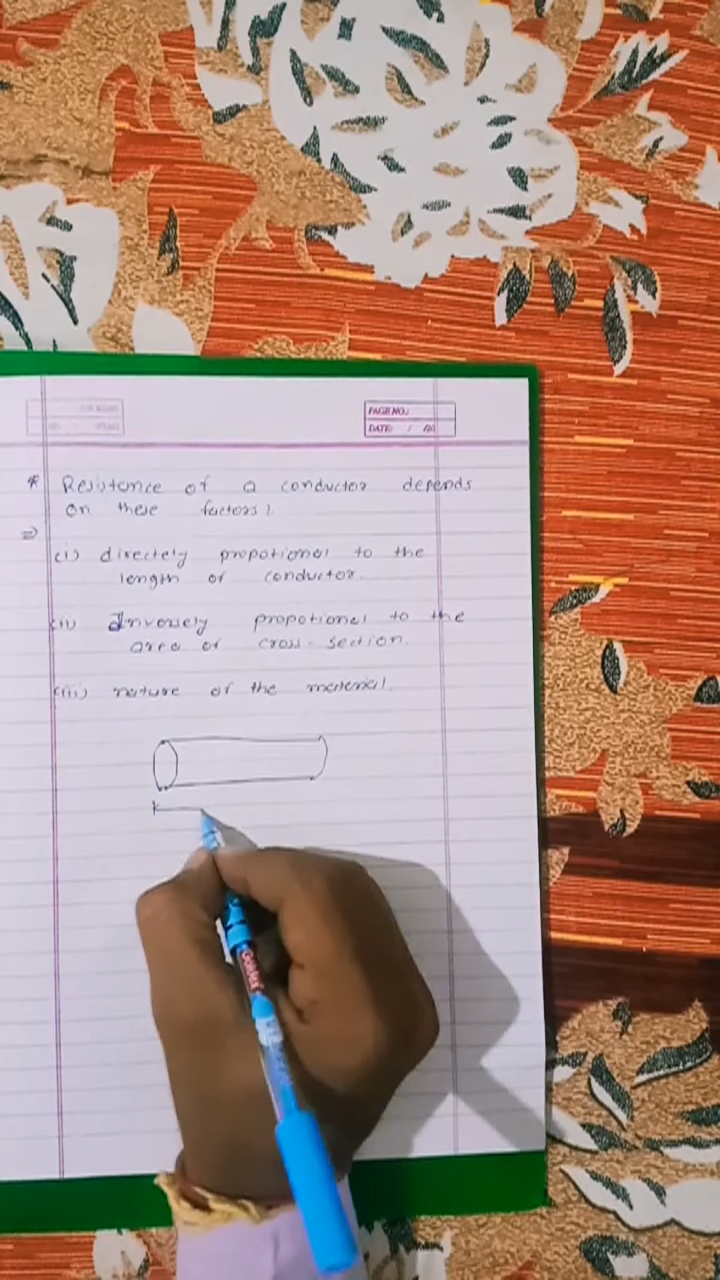 PAGE NO.:
DATE: / /20
* Resistance of a conductor depends
on these factors :
⇒
(i) directely propotional to the
length of conductor.
(ii) Inversely propotional to the
area of cross-section.
(iii) nature of the material.